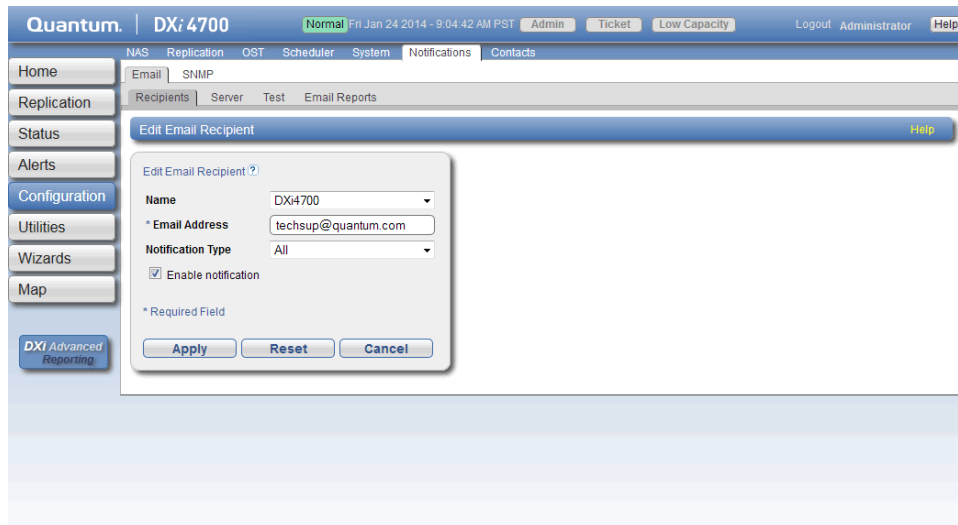 Quantum. DXi 4700 Normal Fri Jan 24 2014 - 9:04:42 AM PST Admin Ticket Low Capacity Logout Administrator Help
NAS Replication OST Scheduler System Notifications Contacts
Home
Replication
Status
Alerts
Configuration
Utilities
Wizards
Map
DXi Advanced
Reporting
Email SNMP
Recipients Server Test Email Reports
Edit Email Recipient Help
Edit Email Recipient ?
Name DXi4700
* Email Address techsup@quantum.com
Notification Type All
Enable notification
* Required Field
Apply Reset Cancel